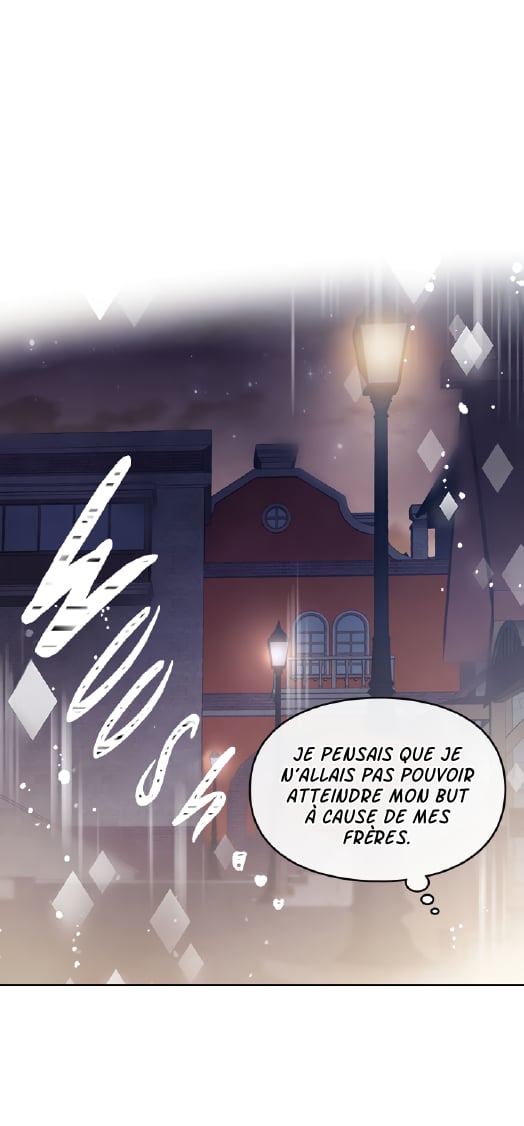 WOOSH
JE PENSAIS QUE JE
N'ALLAIS PAS POUVOIR
ATTEINDRE MON BUT
À CAUSE DE MES
FRÈRES.